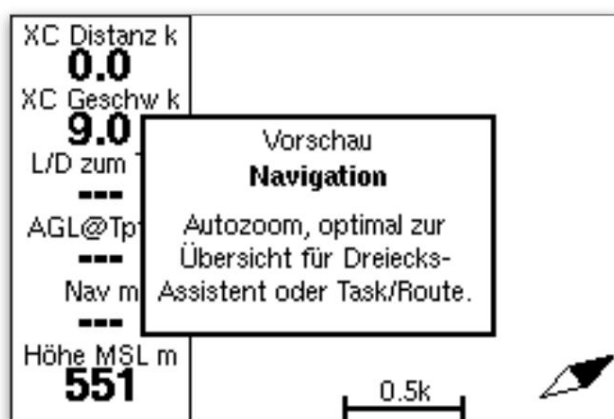 XC Distanz k
0.0
XC Geschw k
9.0
L/D zum
---
AGL@Tp
---
Nav m
---
Höhe MSL m
551
Vorschau
Navigation
Autozoom, optimal zur
Übersicht für Dreiecks-
Assistent oder Task/Route.
0.5k